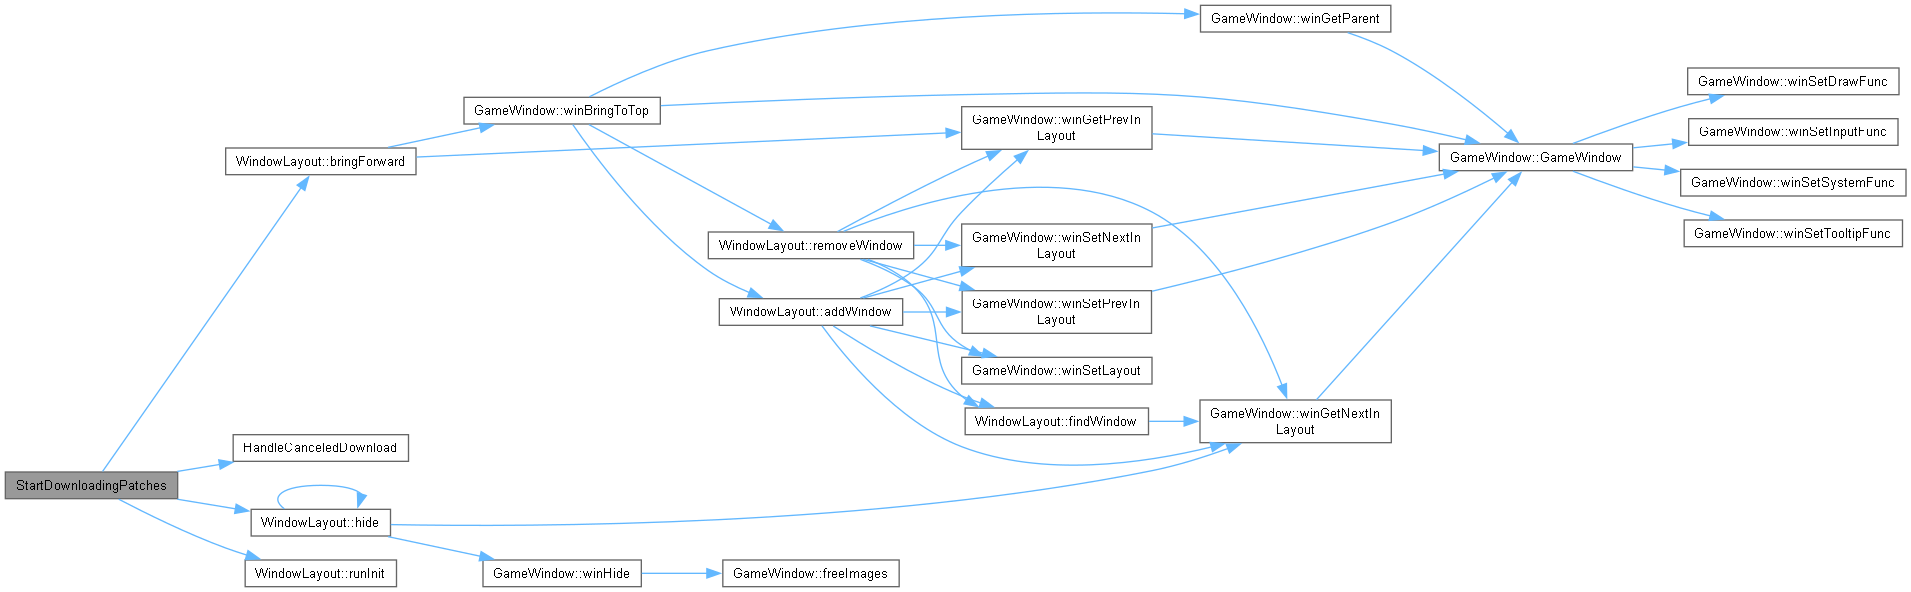 GameWindow::winGetParent
GameWindow::winSetDrawFunc
GameWindow::winBringToTop
GameWindow::winGetPrevIn
Layout
GameWindow::winSetInputFunc
WindowLayout::bringForward
GameWindow::GameWindow
GameWindow::winSetSystemFunc
WindowLayout::removeWindow
GameWindow::winSetNextIn
Layout
GameWindow::winSetTooltipFunc
WindowLayout::addWindow
GameWindow::winSetPrevIn
Layout
GameWindow::winSetLayout
WindowLayout::findWindow
GameWindow::winGetNextIn
Layout
HandleCanceledDownload
StartDownloadingPatches
WindowLayout::hide
WindowLayout::runInit
GameWindow::winHide
GameWindow::freeImages